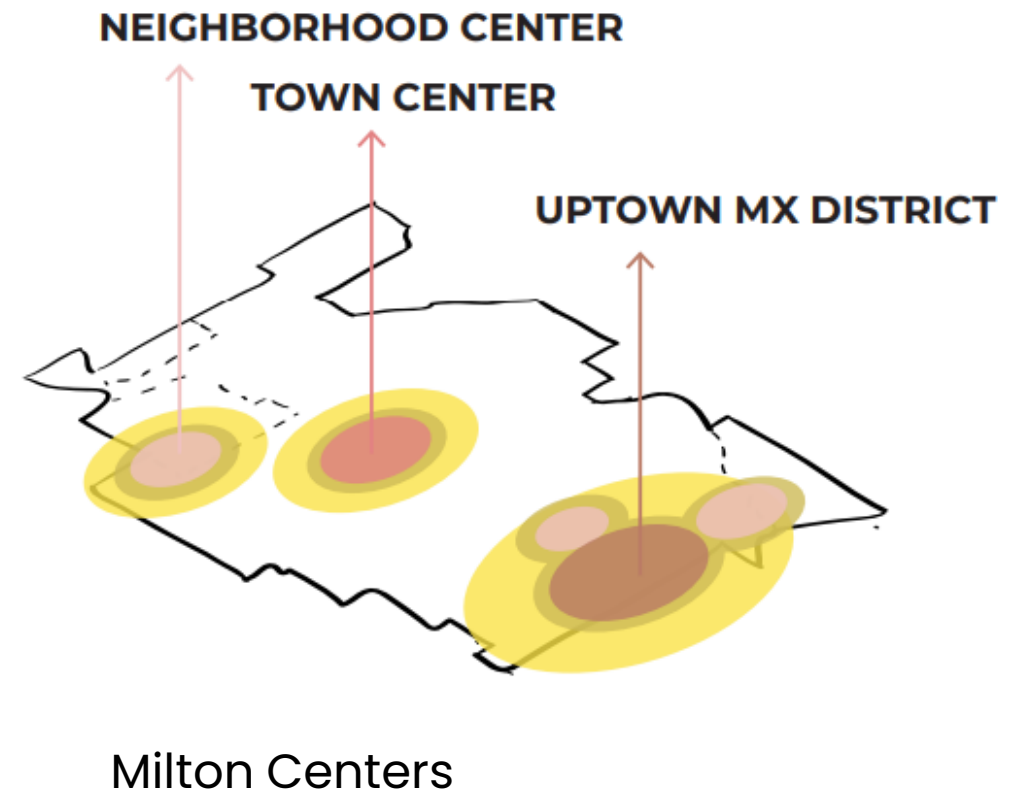 NEIGHBORHOOD CENTER
TOWN CENTER
UPTOWN MX DISTRICT
Milton Centers